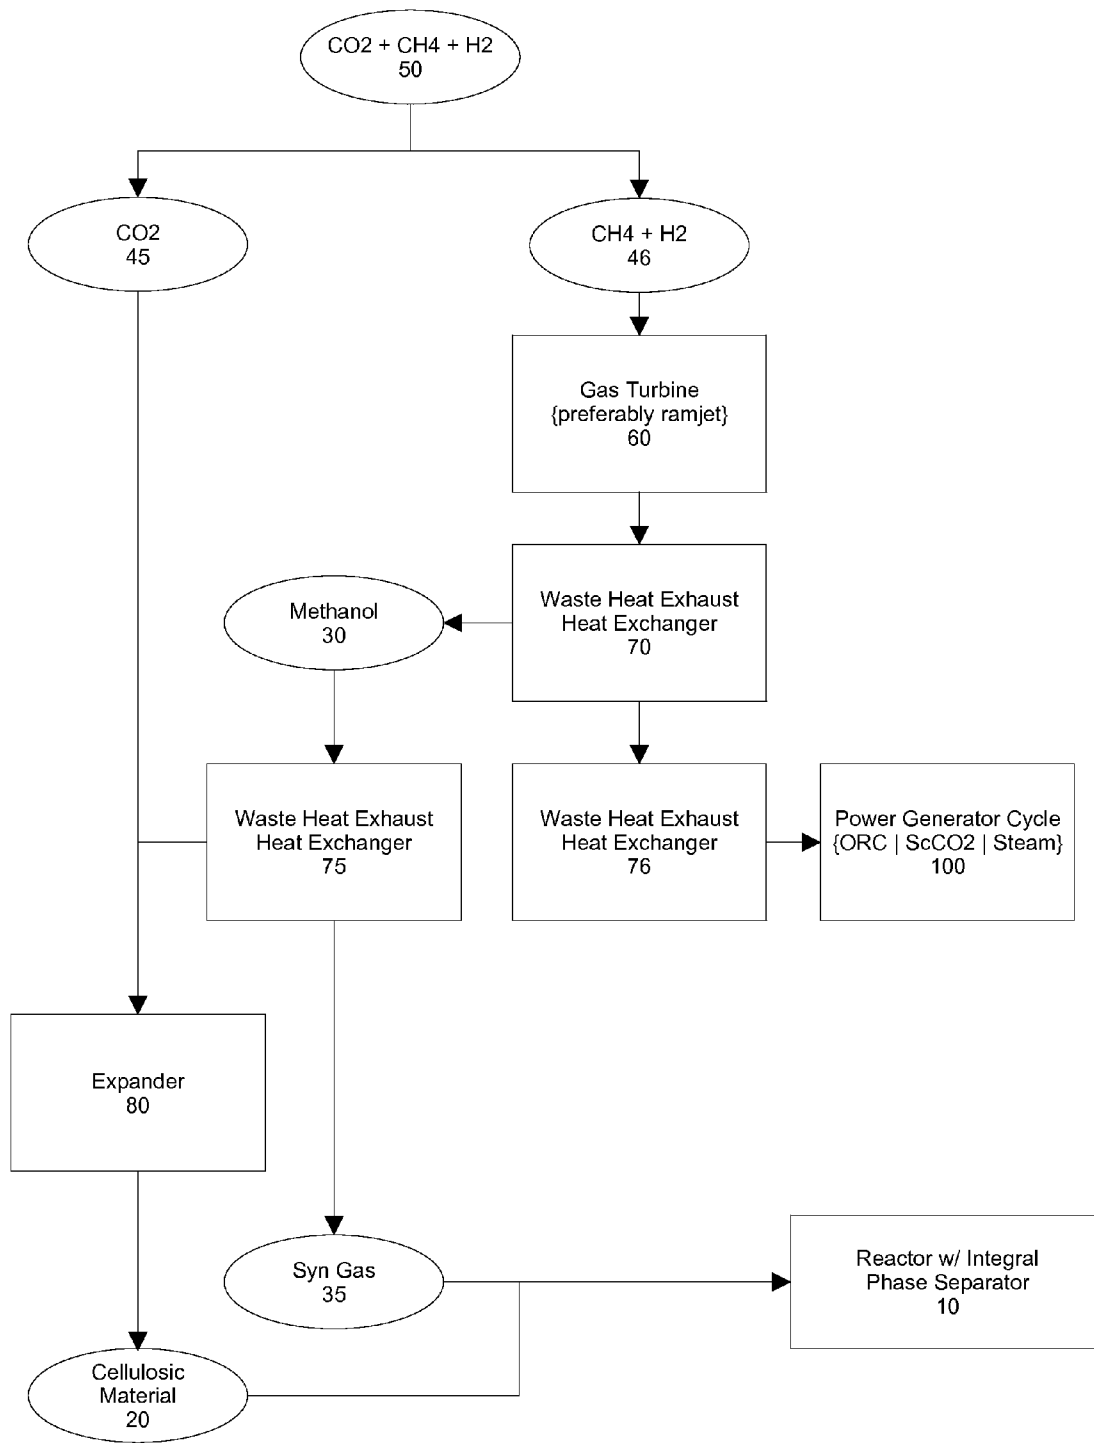 CO2 + CH4 + H2
50
CO2
45
CH4 + H2
46
Gas Turbine
{preferably ramjet}
60
Waste Heat Exhaust
Heat Exchanger
70
Methanol
30
Waste Heat Exhaust
Heat Exchanger
75
Waste Heat Exhaust
Heat Exchanger
76
Power Generator Cycle
{ORC | ScCO2 | Steam}
100
Expander
80
Syn Gas
35
Reactor w/ Integral
Phase Separator
10
Cellulosic
Material
20